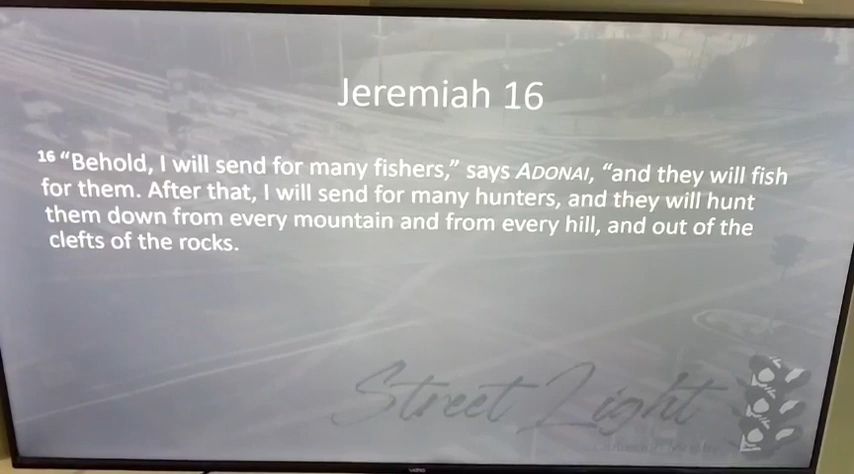 Jeremiah 16
16 “Behold, I will send for many fishers,” says ADONAI, “and they will fish
for them. After that, I will send for many hunters, and they will hunt
them down from every mountain and from every hill, and out of the
clefts of the rocks.
Street Light